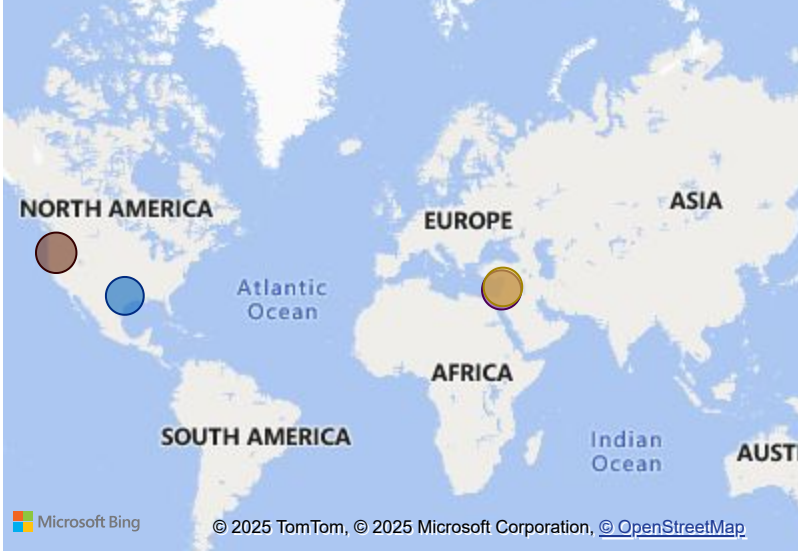 ASIA
NORTH AMERICA
EUROPE
Atlantic
Ocean
AFRICA
SOUTH AMERICA
Indian
Ocean
AUST
Microsoft Bing
© 2025 TomTom, © 2025 Microsoft Corporation, © OpenStreetMap